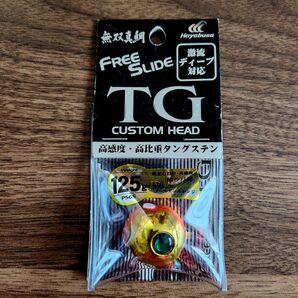 Hayabusa
無双真鯛
FREE SLIDE
激流
ディープ
対応
TG
CUSTOM HEAD
高感度・高比重タングステン
125g